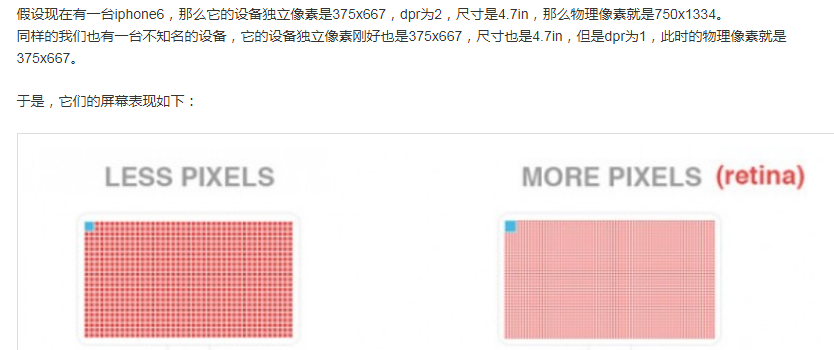 假设现在有一台iphone6，那么它的设备独立像素是375x667，dpr为2，尺寸是4.7in，那么物理像素就是750x1334。
同样的我们也有一台不知名的设备，它的设备独立像素刚好也是375x667，尺寸也是4.7in，但是dpr为1，此时的物理像素就是
375x667。
于是，它们的屏幕表现如下：
LESS PIXELS
MORE PIXELS (retina)